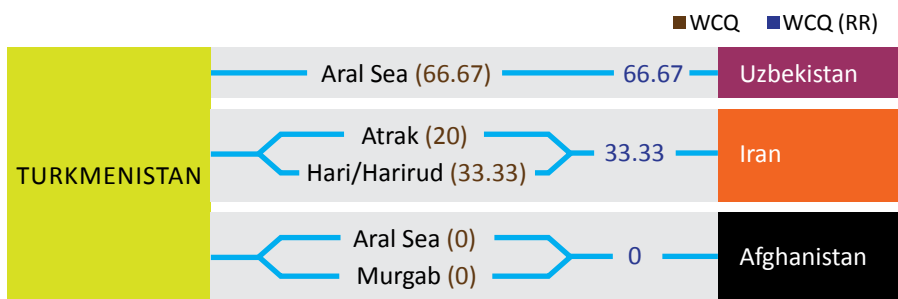 WCQ WCQ (RR)
TURKMENISTAN
Aral Sea (66.67) 66.67 Uzbekistan
Atrak (20)
Hari/Harirud (33.33)
33.33 Iran
Aral Sea (0)
Murgab (0)
0 Afghanistan